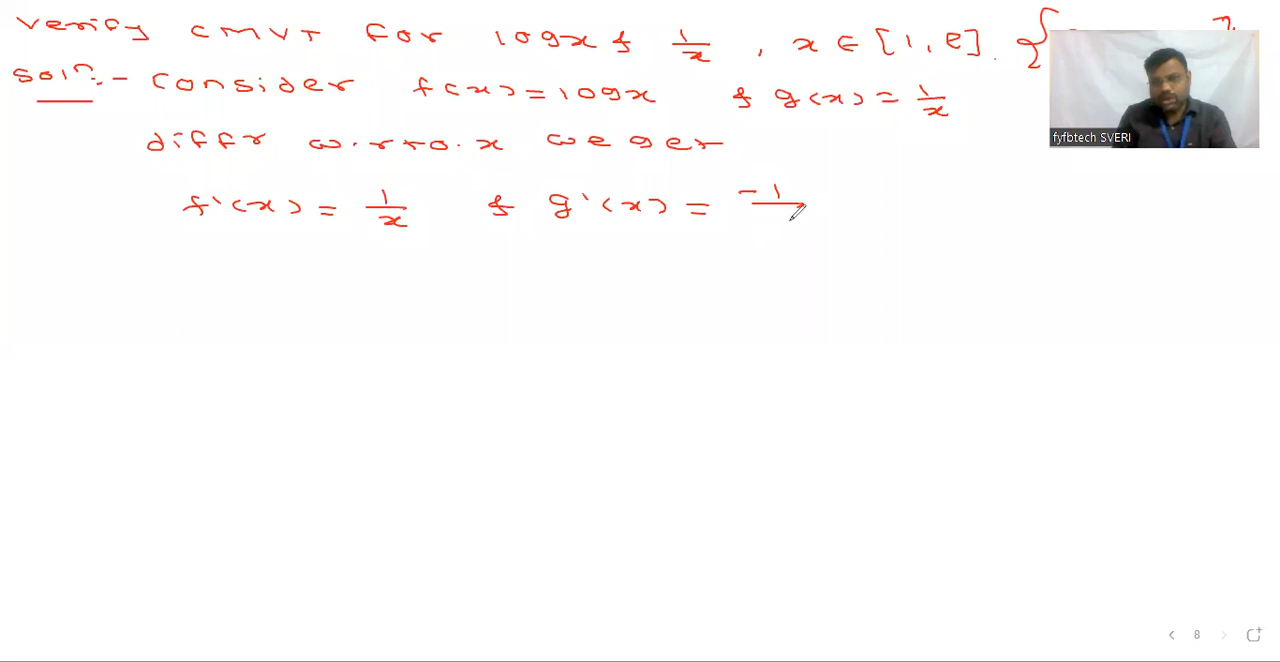 verify CMVT for logx & 1/x , x ∈ [1, e]. {
soln:- consider f(x) = logx & g(x) = 1/x
diffr w.r.to.x we get
f'(x) = 1/x & g'(x) = -1/
fyfbtech SVERI
8